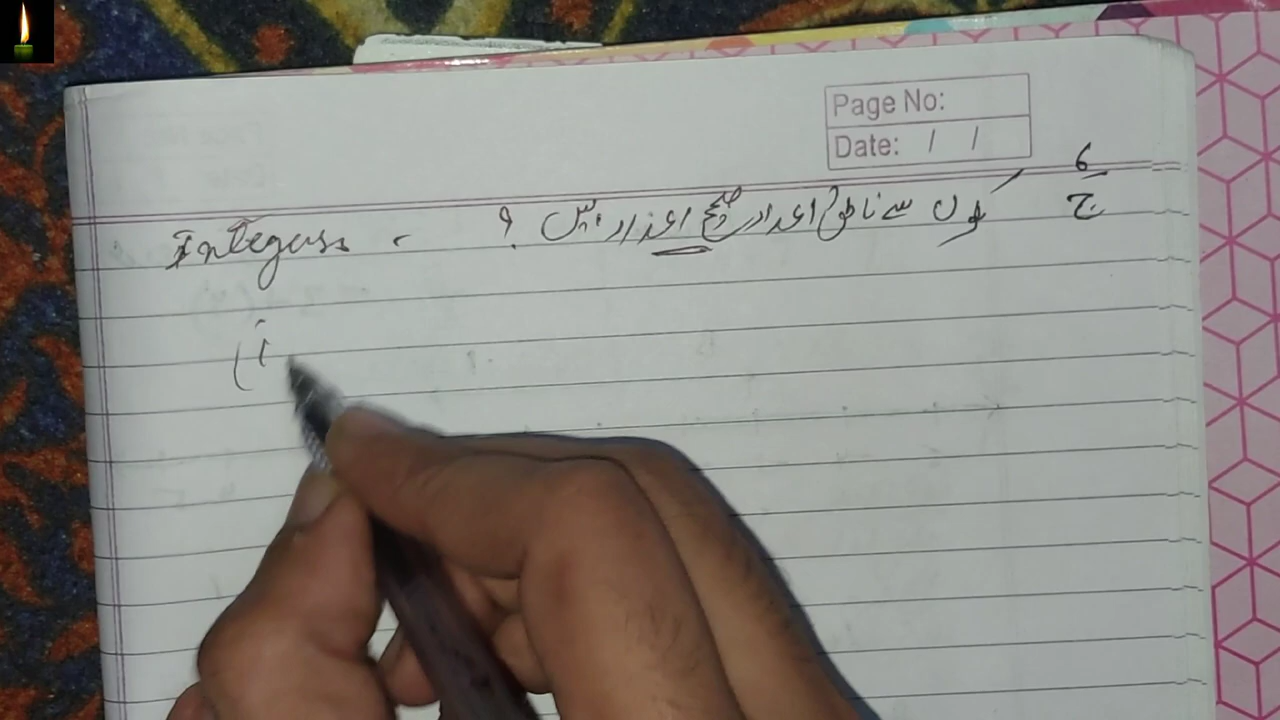 Page No:
Date: / /
6
ج کون سے ناطق اعداد صحیح اعداد ہیں ؟
Integers -
(i